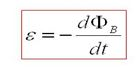 ε = - dΦ_B / dt